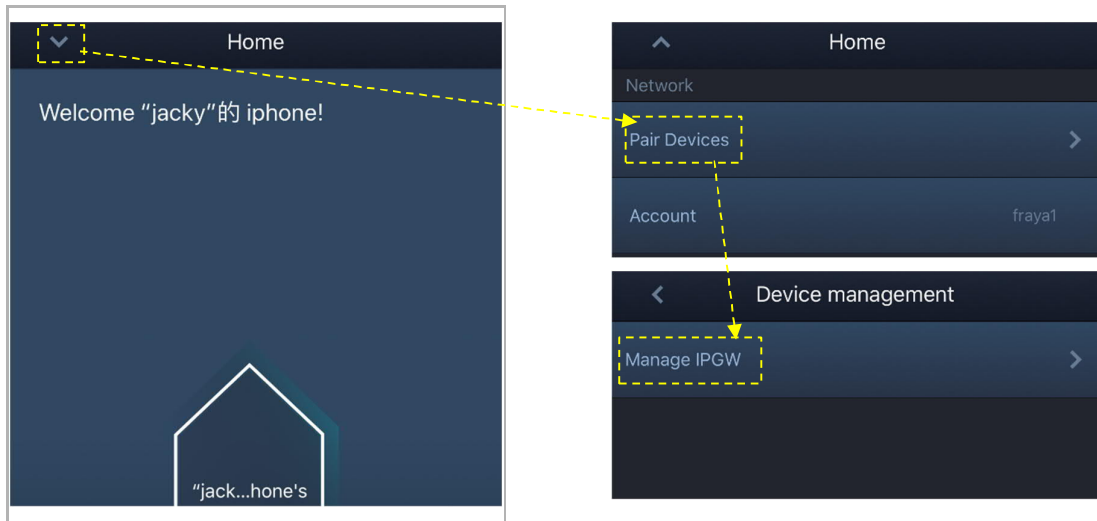 Home
Welcome “jacky”的 iphone!
“jack...hone's
Home
Network
Pair Devices
Account fraya1
Device management
Manage IPGW